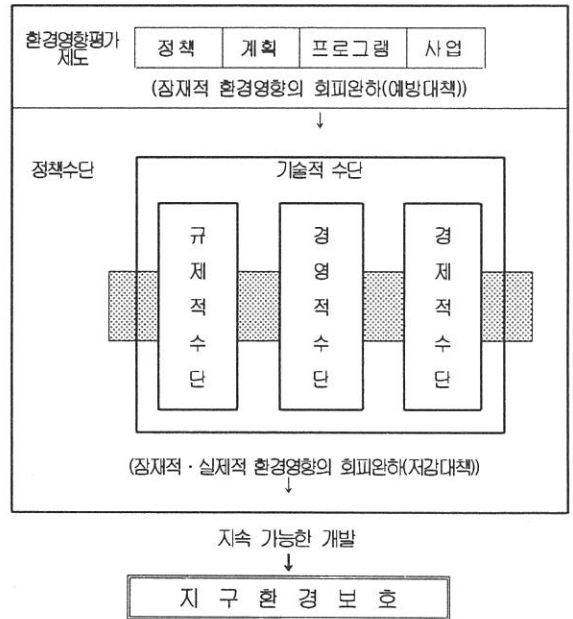 환경영향평가
제도
정책 계획 프로그램 사업
(잠재적 환경영향의 회피완하(예방대책))
↓
정책수단
기술적 수단
규제적수단
경영적수단
경제적수단
(잠재적·실제적 환경영향의 회피완하(저감대책))
↓
지속 가능한 개발
↓
지구환경보호